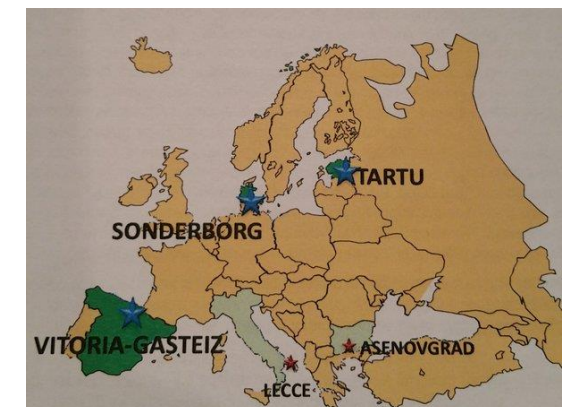 TARTU
SONDERBORG
VITORIA-GASTEIZ
ASENOVGRAD
LECCE